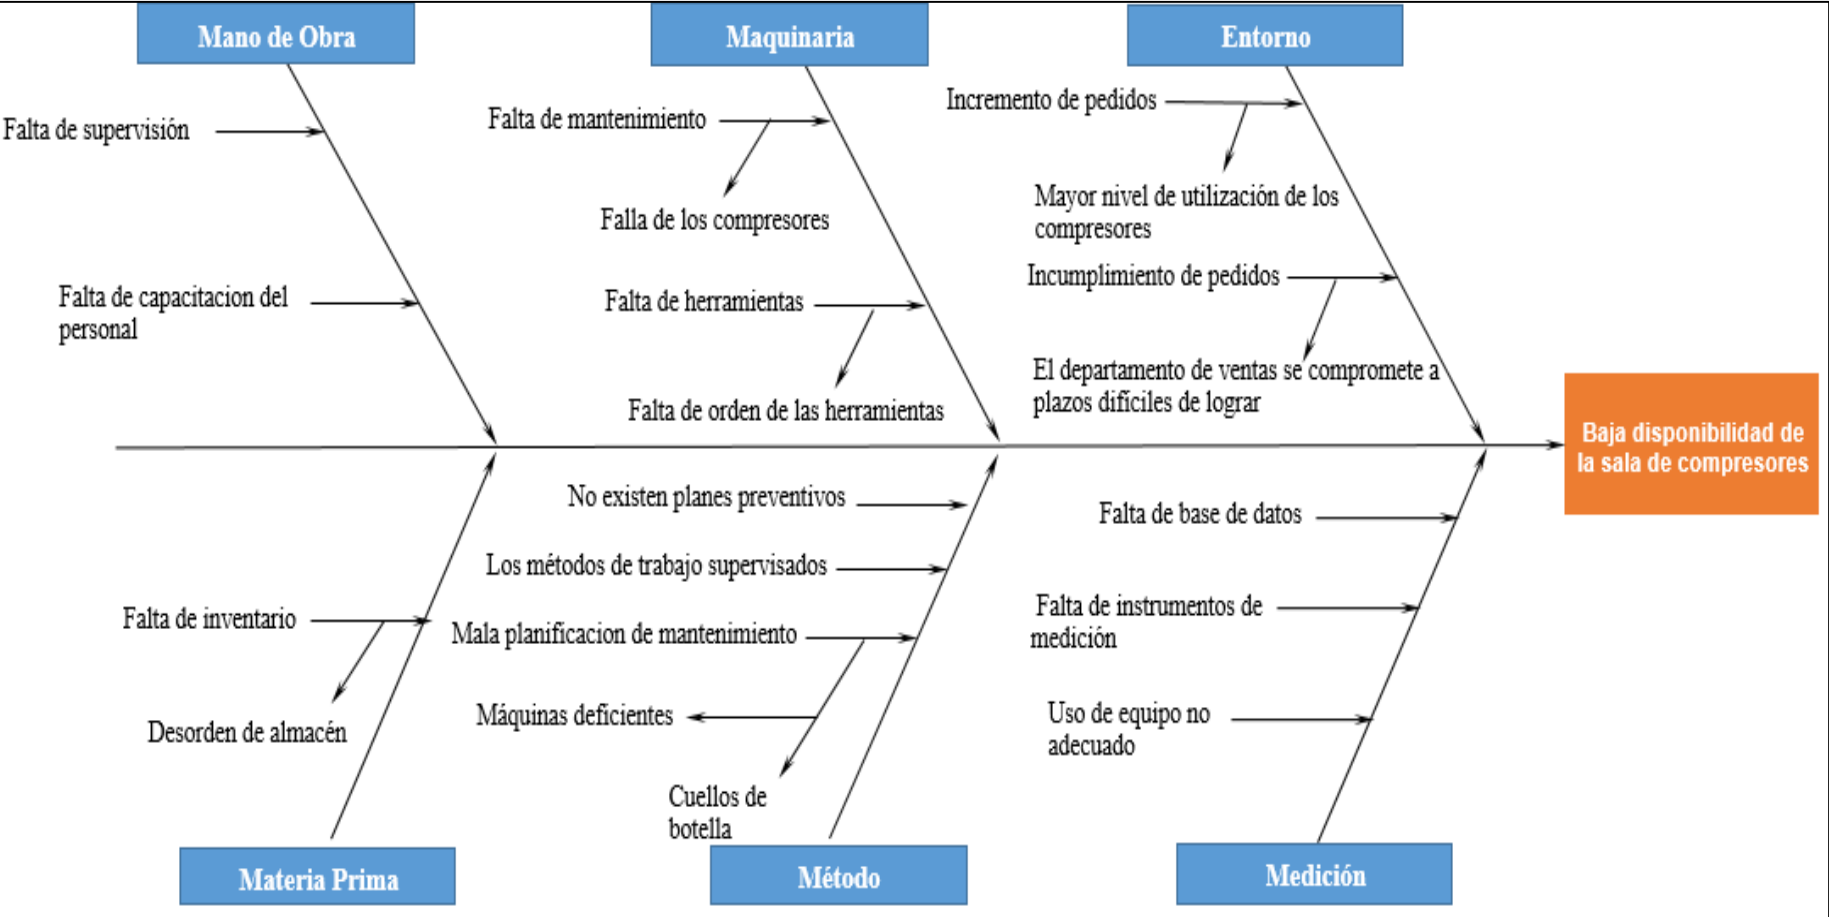 Mano de Obra
Maquinaria
Entorno
Falta de supervisión
Falta de capacitacion del
personal
Falta de mantenimiento
Falla de los compresores
Falta de herramientas
Falta de orden de las herramientas
Incremento de pedidos
Mayor nivel de utilización de los
compresores
Incumplimiento de pedidos
El departamento de ventas se compromete a
plazos difíciles de lograr
Baja disponibilidad de
la sala de compresores
Falta de inventario
Desorden de almacén
No existen planes preventivos
Los métodos de trabajo supervisados
Mala planificacion de mantenimiento
Máquinas deficientes
Cuellos de
botella
Falta de base de datos
Falta de instrumentos de
medición
Uso de equipo no
adecuado
Materia Prima
Método
Medición